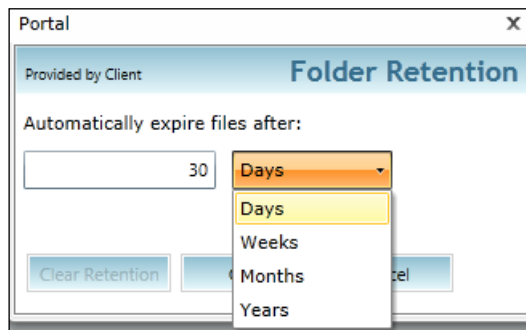 Portal X
Provided by Client Folder Retention
Automatically expire files after:
30 Days
Days
Weeks
Months
Clear Retention
Years